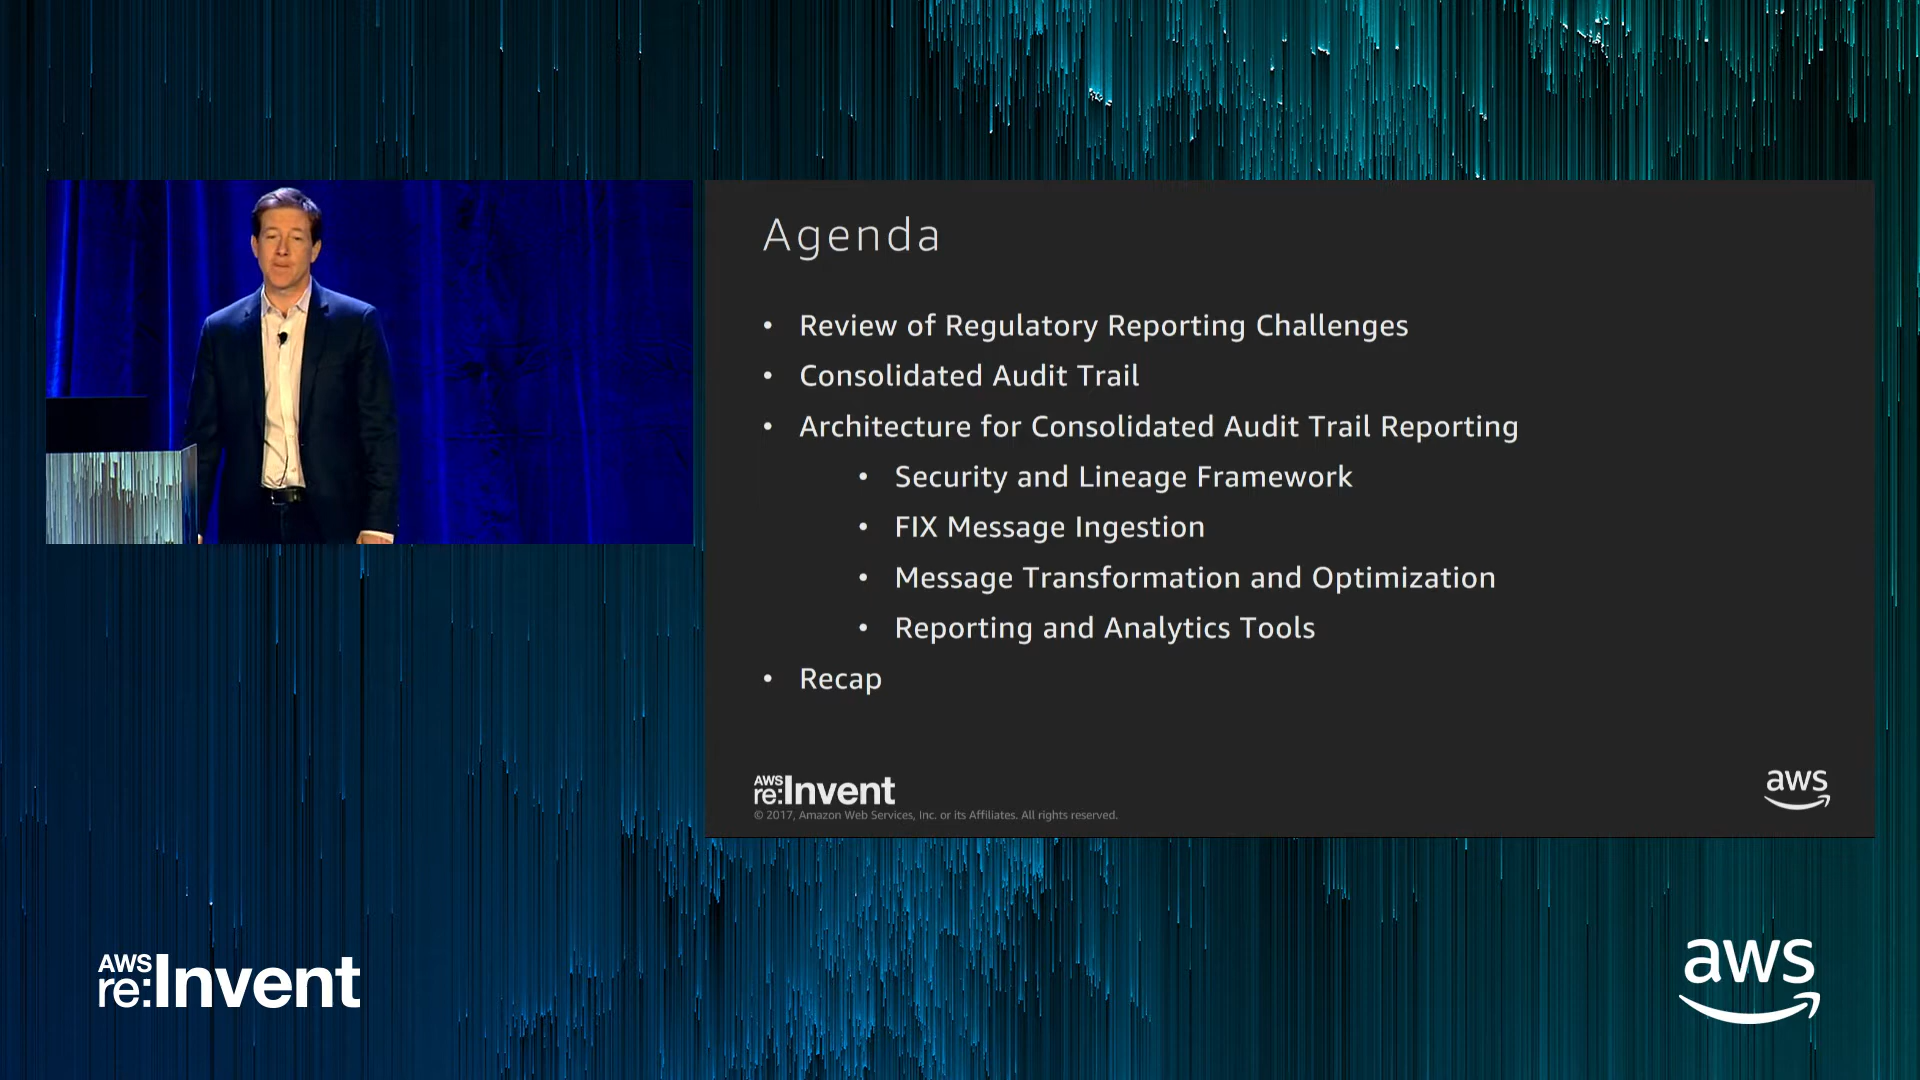 Agenda
• Review of Regulatory Reporting Challenges
• Consolidated Audit Trail
• Architecture for Consolidated Audit Trail Reporting
• Security and Lineage Framework
• FIX Message Ingestion
• Message Transformation and Optimization
• Reporting and Analytics Tools
• Recap
AWS
re:Invent
© 2017, Amazon Web Services, Inc. or its Affiliates. All rights reserved.
aws
AWS
re:Invent
aws